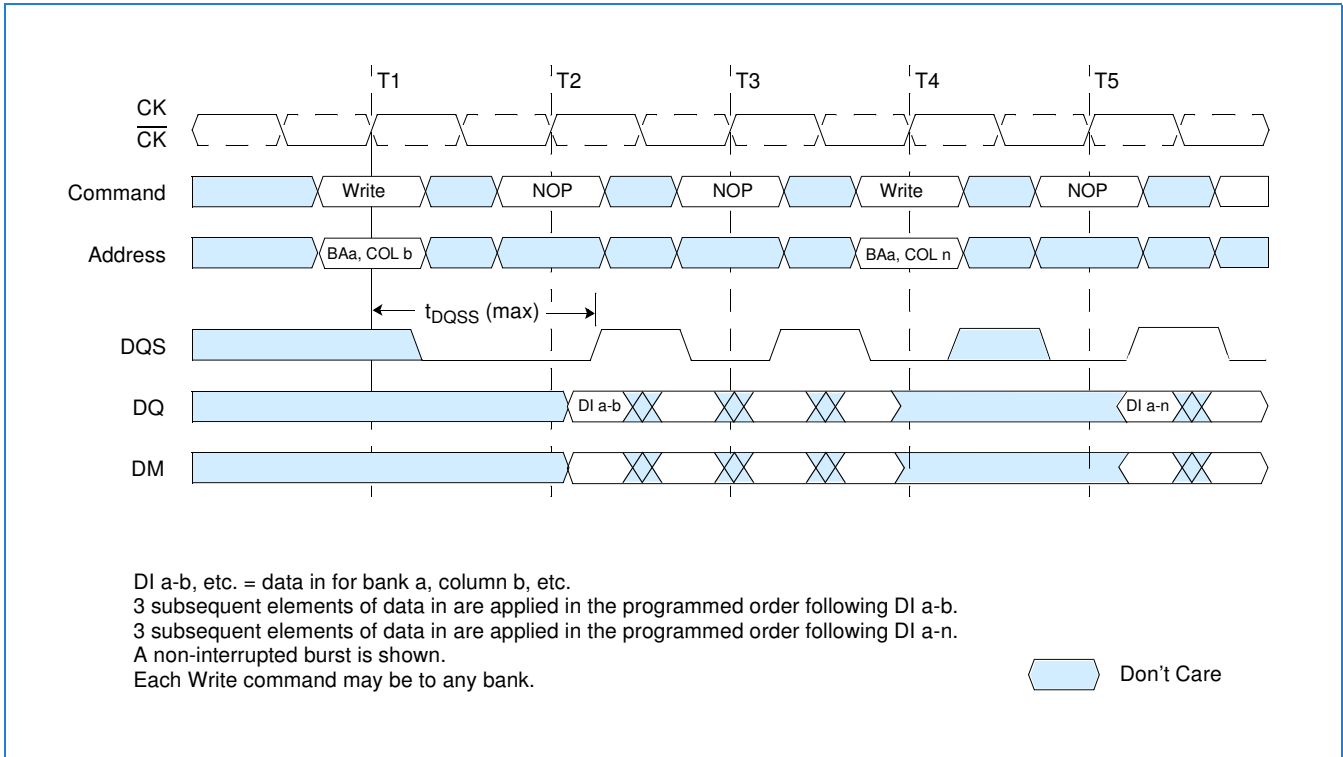 T1 T2 T3 T4 T5
CK
CK
Command Write NOP NOP Write NOP
Address BAa, COL b BAa, COL n
tDQSS (max)
DQS
DQ DI a-b DI a-n
DM
DI a-b, etc. = data in for bank a, column b, etc.
3 subsequent elements of data in are applied in the programmed order following DI a-b.
3 subsequent elements of data in are applied in the programmed order following DI a-n.
A non-interrupted burst is shown.
Each Write command may be to any bank.
Don't Care